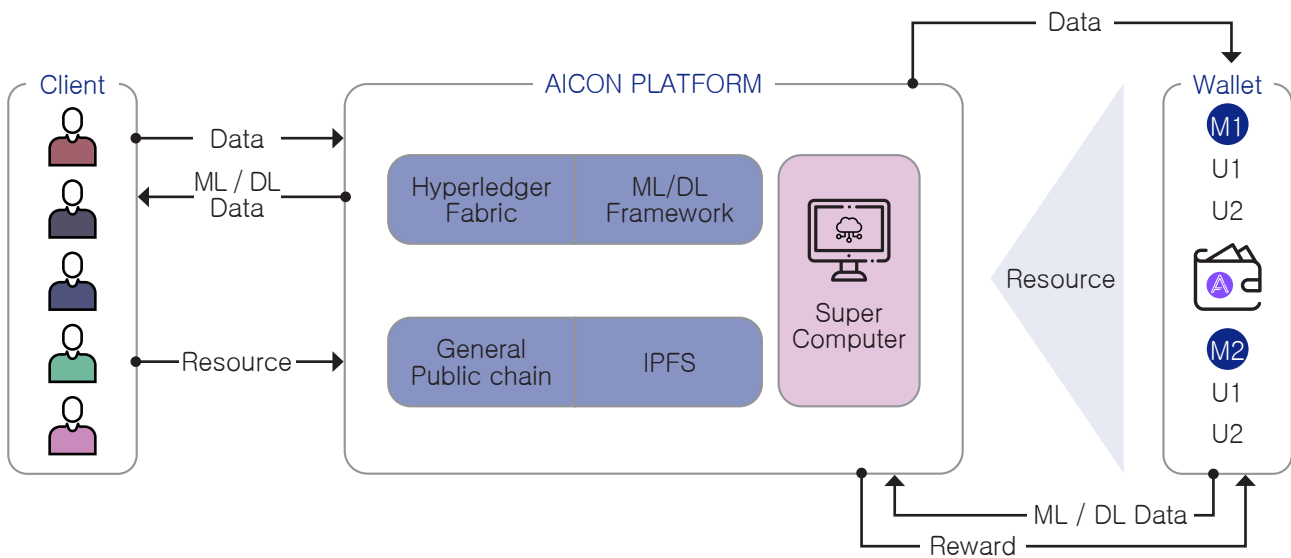 Data
Client
AICON PLATFORM
Wallet
Data
ML / DL
Data
Resource
Hyperledger
Fabric
ML/DL
Framework
General
Public chain
IPFS
Super
Computer
Resource
M1
U1
U2
A
M2
U1
U2
ML / DL Data
Reward